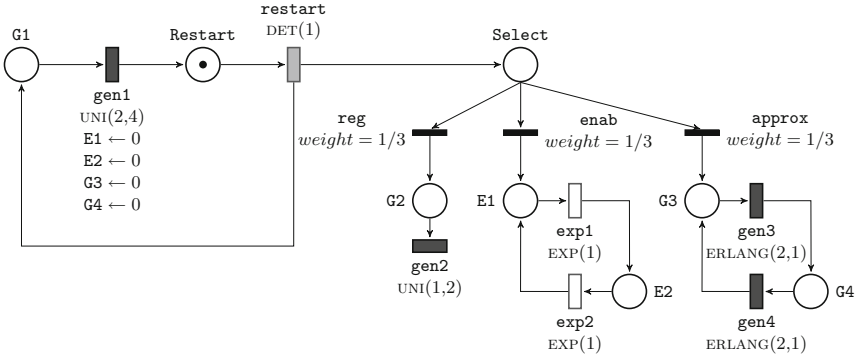 restart
DET(1)
G1
Restart
Select
gen1
UNI(2,4)
E1 ← 0
E2 ← 0
G3 ← 0
G4 ← 0
reg
weight = 1/3
enab
weight = 1/3
approx
weight = 1/3
G2
E1
G3
gen2
UNI(1,2)
exp1
EXP(1)
gen3
ERLANG(2,1)
E2
G4
exp2
EXP(1)
gen4
ERLANG(2,1)